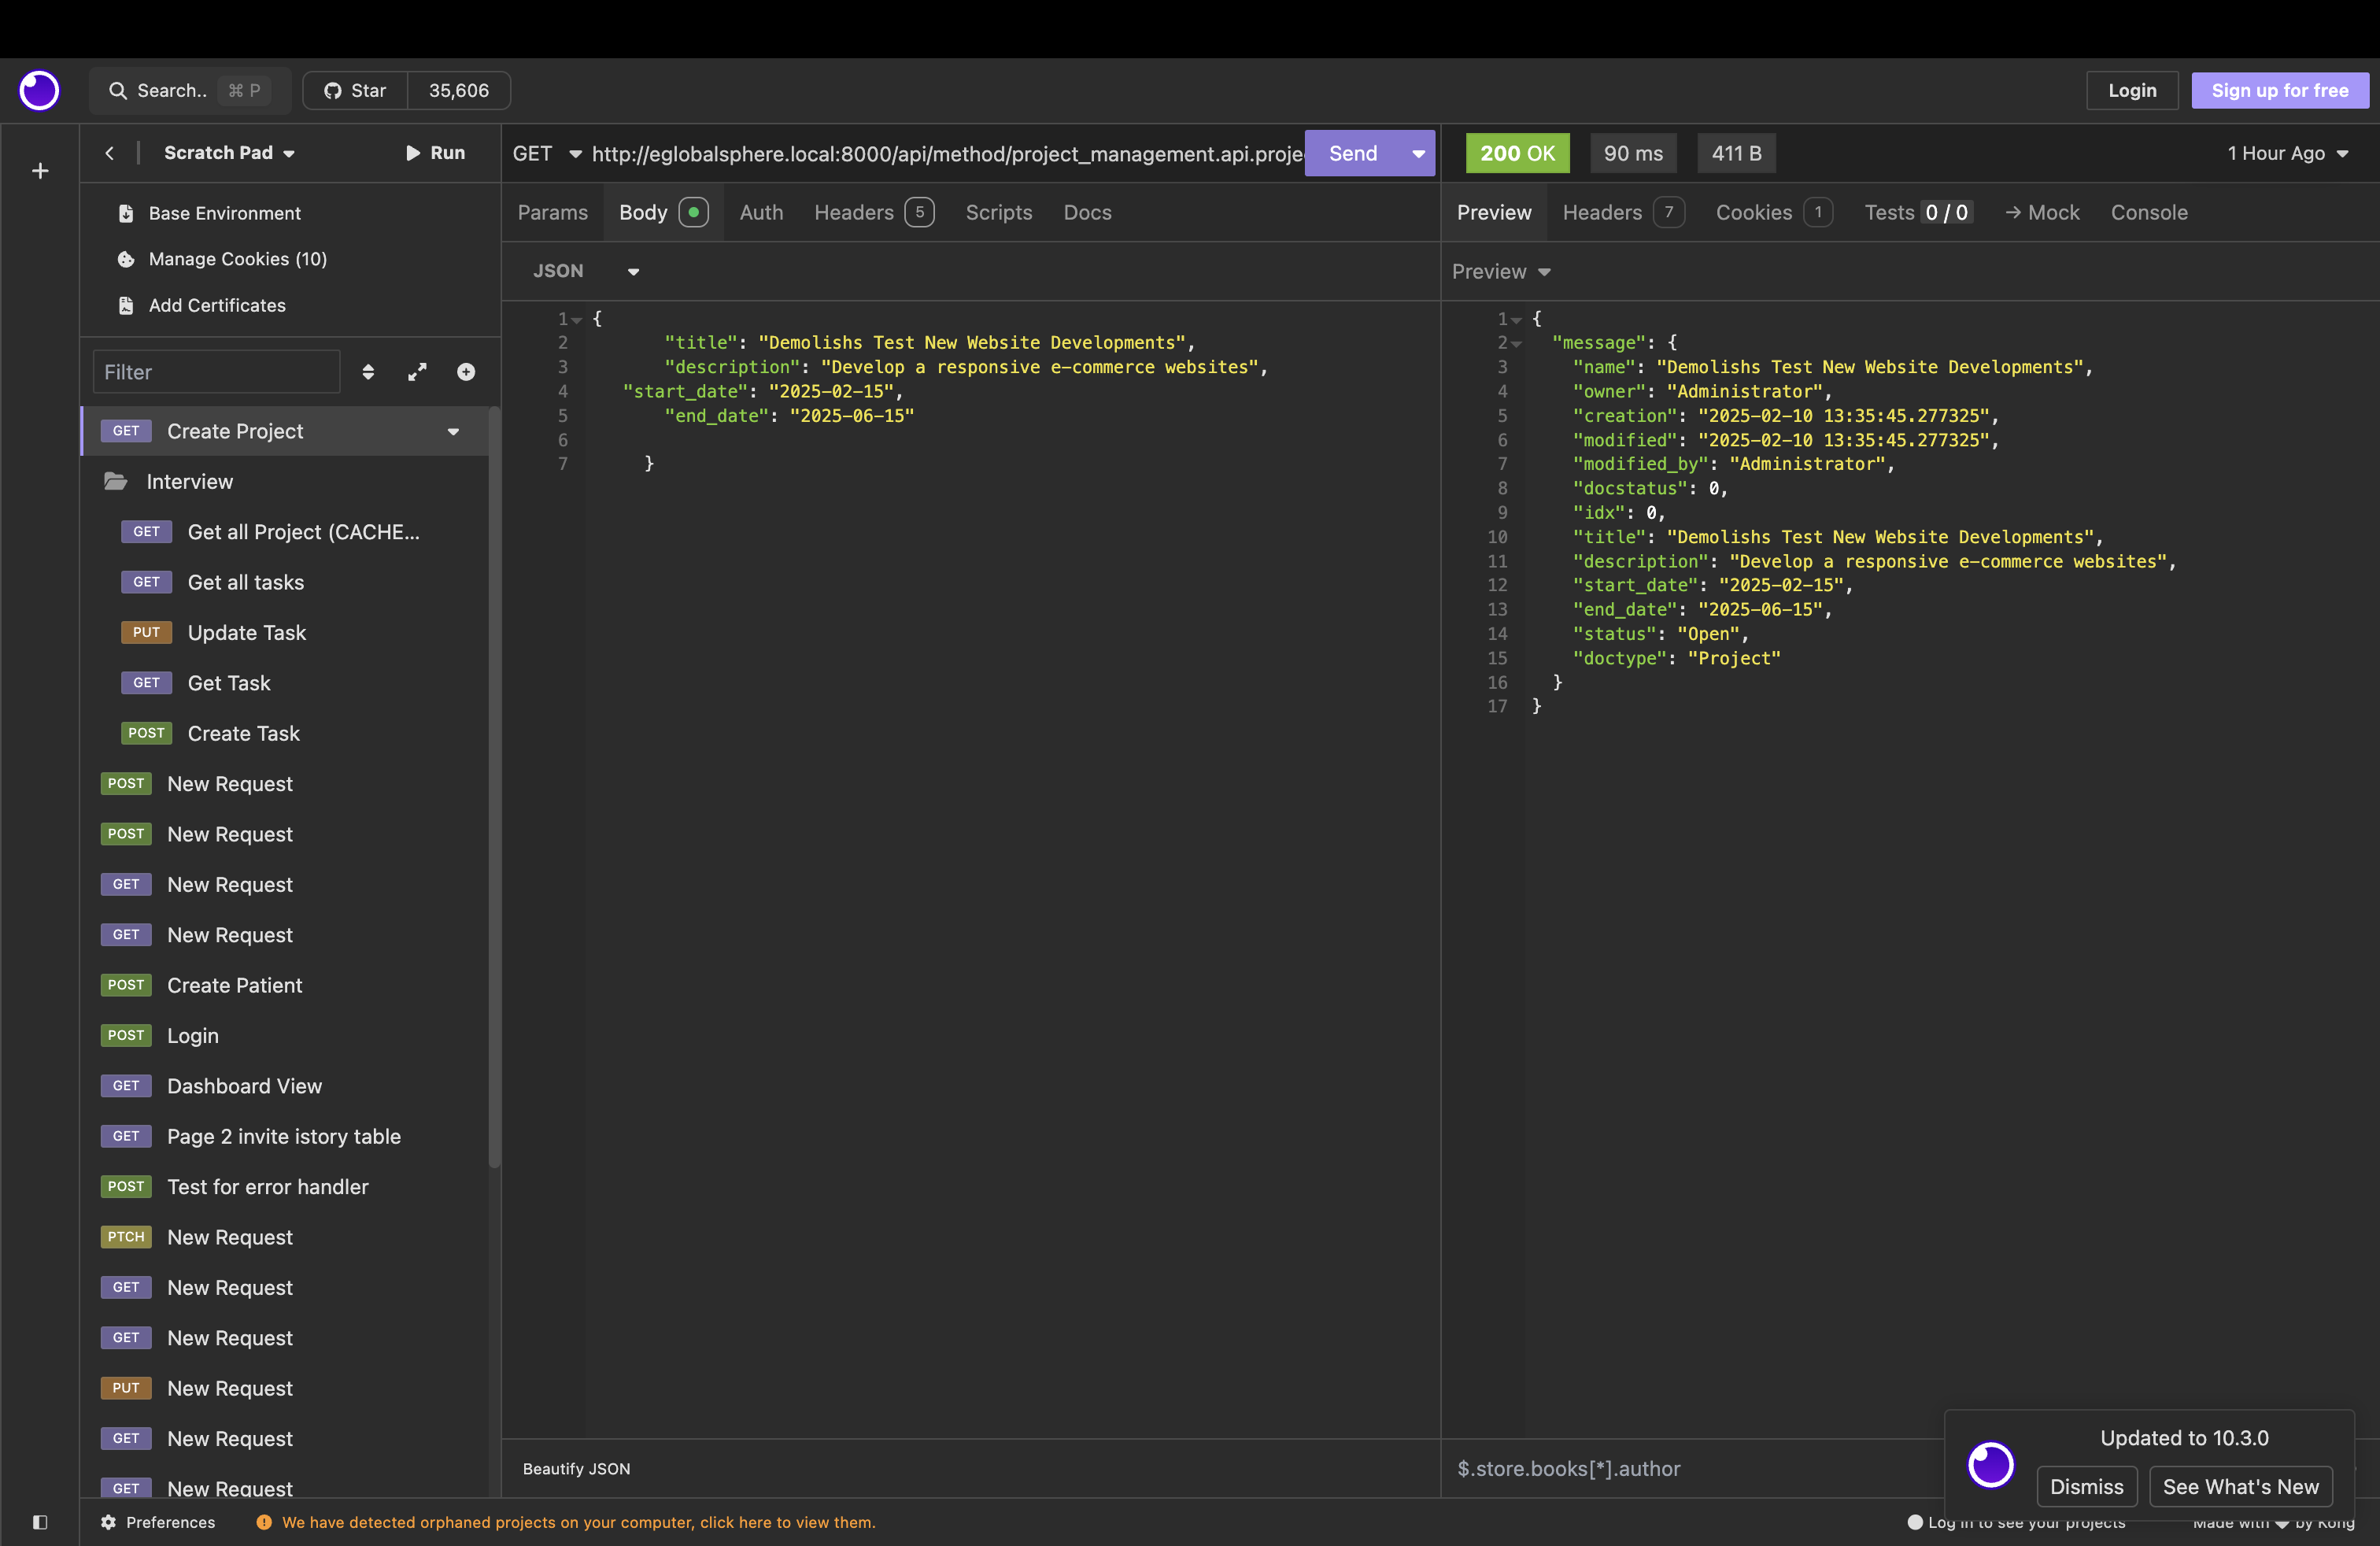 Search.. ⌘ P
Star 35,606
Login
Sign up for free
Scratch Pad
Run
Base Environment
Manage Cookies (10)
Add Certificates
Filter
GET Create Project
Interview
GET Get all Project (CACHE...
GET Get all tasks
PUT Update Task
GET Get Task
POST Create Task
POST New Request
POST New Request
GET New Request
GET New Request
POST Create Patient
POST Login
GET Dashboard View
GET Page 2 invite istory table
POST Test for error handler
PTCH New Request
GET New Request
GET New Request
PUT New Request
GET New Request
GET New Request
GET http://eglobalsphere.local:8000/api/method/project_management.api.proje
Send
Params Body Auth Headers 5 Scripts Docs
JSON
1 {
2 "title": "Demolishs Test New Website Developments",
3 "description": "Develop a responsive e-commerce websites",
4 "start_date": "2025-02-15",
5 "end_date": "2025-06-15"
6
7 }
Beautify JSON
200 OK 90 ms 411 B
1 Hour Ago
Preview Headers 7 Cookies 1 Tests 0 / 0 → Mock Console
Preview
1 {
2 "message": {
3 "name": "Demolishs Test New Website Developments",
4 "owner": "Administrator",
5 "creation": "2025-02-10 13:35:45.277325",
6 "modified": "2025-02-10 13:35:45.277325",
7 "modified_by": "Administrator",
8 "docstatus": 0,
9 "idx": 0,
10 "title": "Demolishs Test New Website Developments",
11 "description": "Develop a responsive e-commerce websites",
12 "start_date": "2025-02-15",
13 "end_date": "2025-06-15",
14 "status": "Open",
15 "doctype": "Project"
16 }
17 }
$.store.books[*].author
Updated to 10.3.0
Dismiss
See What's New
Preferences
We have detected orphaned projects on your computer, click here to view them.
Log in to see your projects
Made with ❤ by Kong